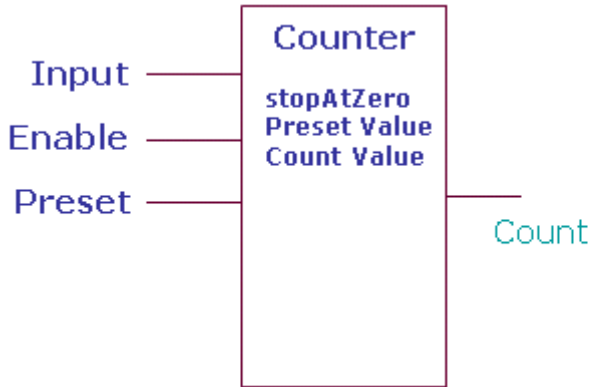 Counter
Input
stopAtZero
Enable
Preset Value
Count Value
Preset
Count